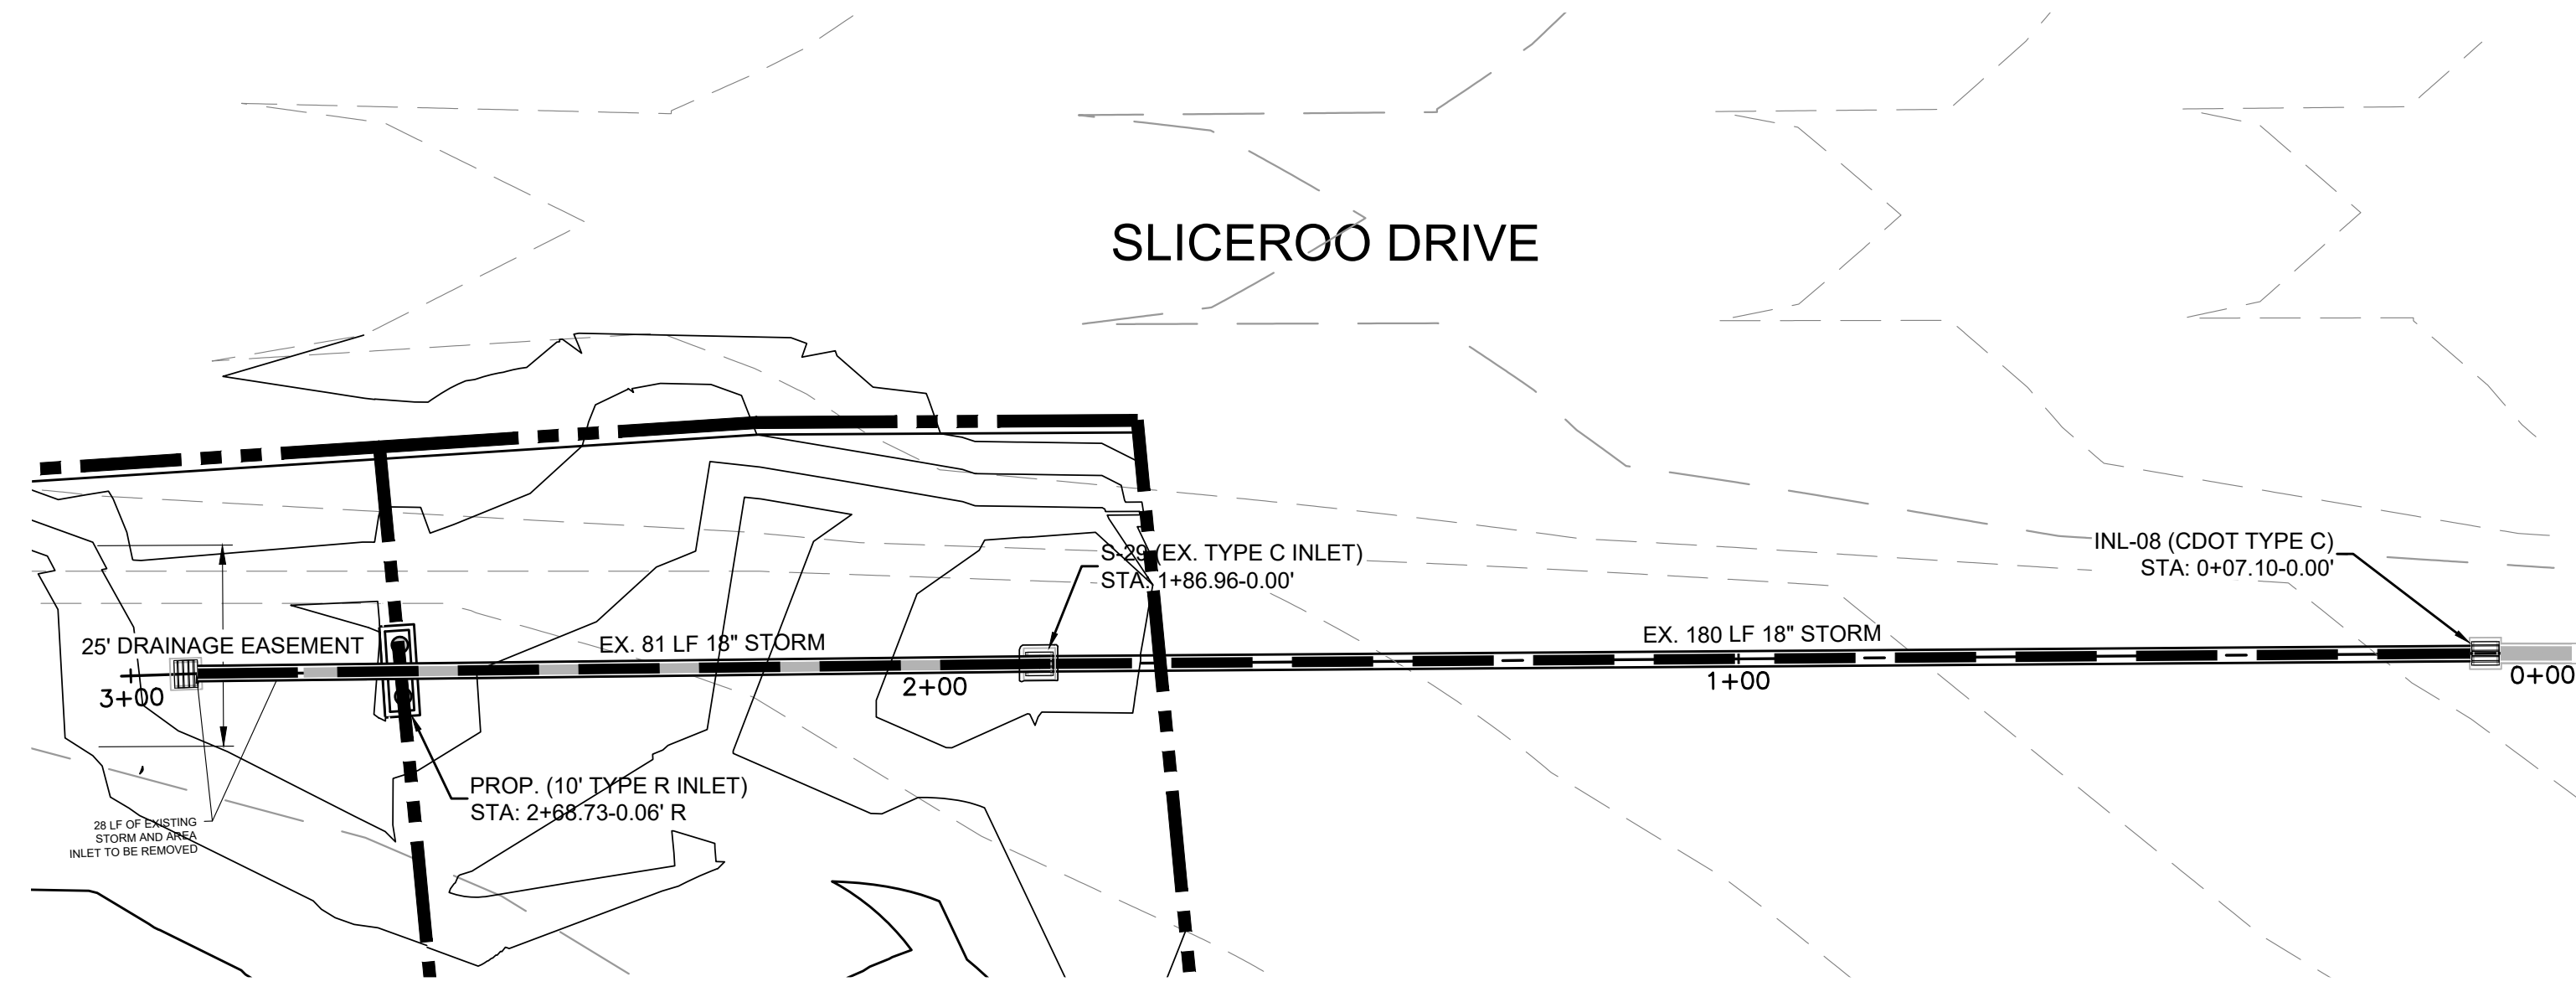 SLICEROO DRIVE
S-29 (EX. TYPE C INLET)
STA: 1+86.96-0.00'
INL-08 (CDOT TYPE C)
STA: 0+07.10-0.00'
25' DRAINAGE EASEMENT
EX. 81 LF 18" STORM
EX. 180 LF 18" STORM
3+00
2+00
1+00
0+00
PROP. (10' TYPE R INLET)
STA: 2+68.73-0.06' R
28 LF OF EXISTING
STORM AND AREA
INLET TO BE REMOVED